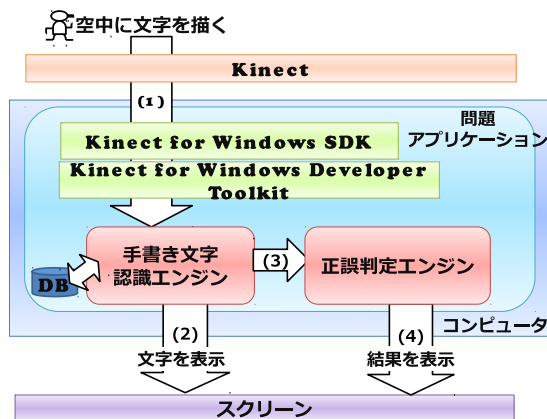 空中に文字を描く
Kinect
(1)
問題
アプリケーション
Kinect for Windows SDK
Kinect for Windows Developer
Toolkit
手書き文字
認識エンジン
(3)
正誤判定エンジン
DB
コンピュータ
(2)
文字を表示
(4)
結果を表示
スクリーン